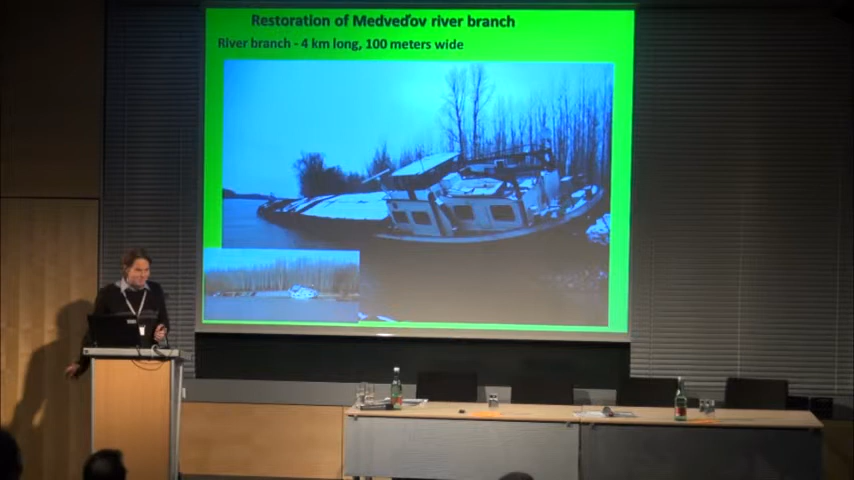 Restoration of Medveďov river branch
River branch - 4 km long, 100 meters wide